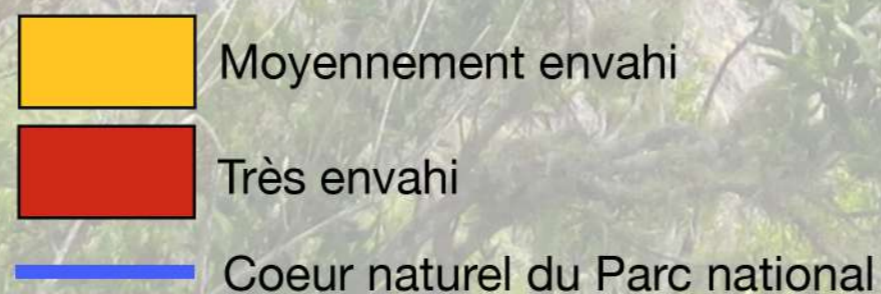 Moyennement envahi
Très envahi
Coeur naturel du Parc national